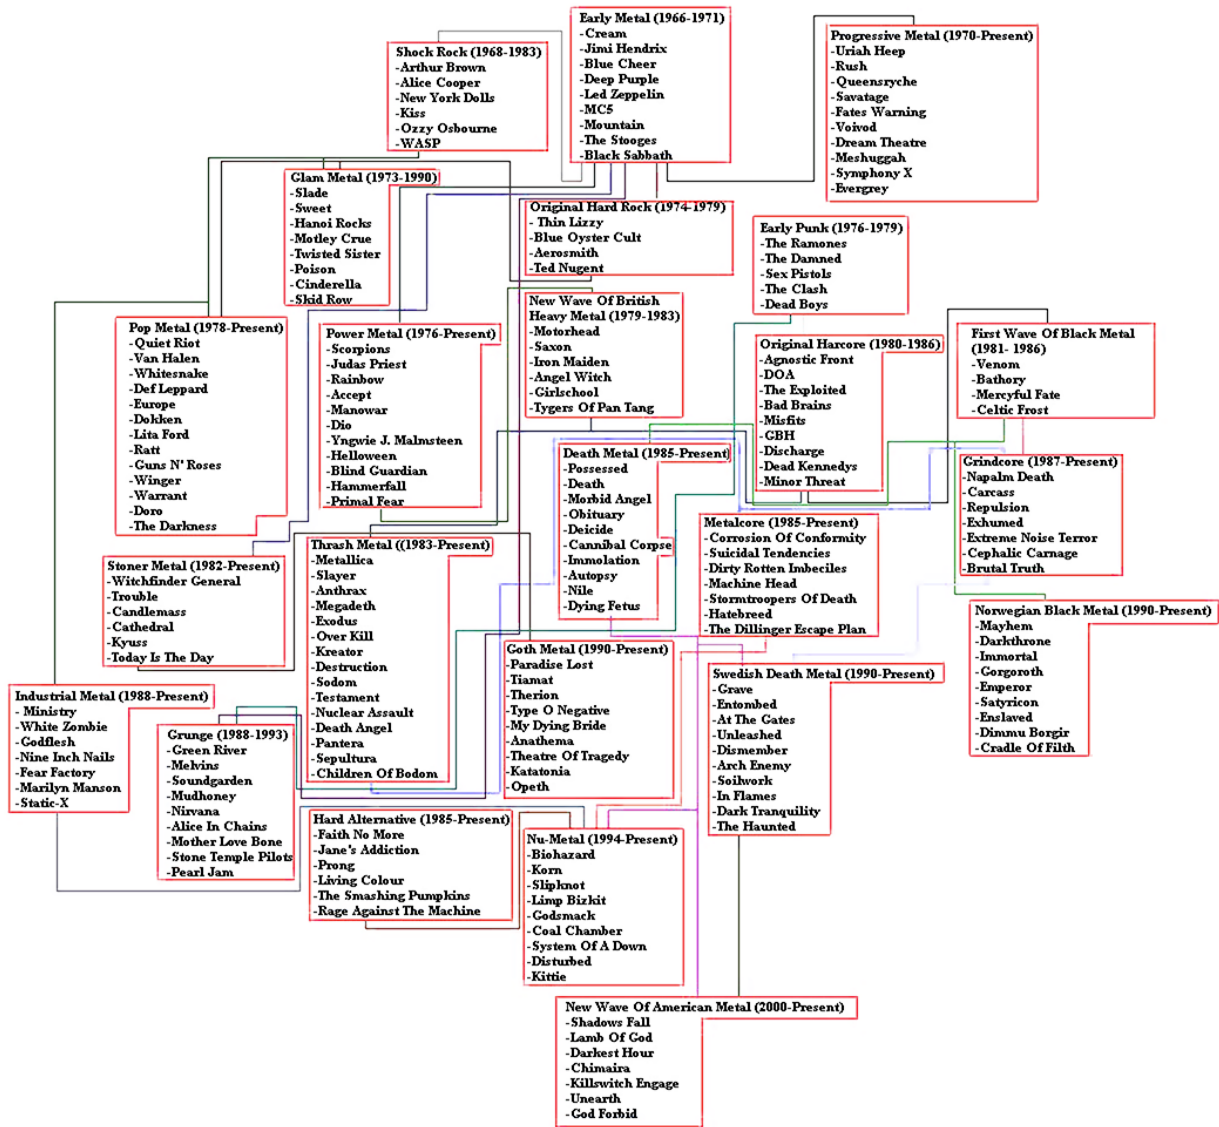 Early Metal (1966-1971)
-Cream
-Jimi Hendrix
-Blue Cheer
-Deep Purple
-Led Zeppelin
-MC5
-Mountain
-The Stooges
-Black Sabbath
Shock Rock (1968-1983)
-Arthur Brown
-Alice Cooper
-New York Dolls
-Kiss
-Ozzy Osbourne
-WASP
Progressive Metal (1970-Present)
-Uriah Heep
-Rush
-Queensryche
-Savatage
-Fates Warning
-Voivod
-Dream Theatre
-Meshuggah
-Symphony X
-Evergrey
Glam Metal (1973-1990)
-Slade
-Sweet
-Hanoi Rocks
-Motley Crue
-Twisted Sister
-Poison
-Cinderella
-Skid Row
Original Hard Rock (1974-1979)
- Thin Lizzy
-Blue Oyster Cult
-Aerosmith
-Ted Nugent
Early Punk (1976-1979)
-The Ramones
-The Damned
-Sex Pistols
-The Clash
-Dead Boys
Pop Metal (1978-Present)
-Quiet Riot
-Van Halen
-Whitesnake
-Def Leppard
-Europe
-Dokken
-Lita Ford
-Ratt
-Guns N' Roses
-Winger
-Warrant
-Doro
-The Darkness
Power Metal (1976-Present)
-Scorpions
-Judas Priest
-Rainbow
-Accept
-Manowar
-Dio
-Yngwie J. Malmsteen
-Helloween
-Blind Guardian
-Hammerfall
-Primal Fear
New Wave Of British
Heavy Metal (1979-1983)
-Motorhead
-Saxon
-Iron Maiden
-Angel Witch
-Girlschool
-Tygers Of Pan Tang
Original Harcore (1980-1986)
-Agnostic Front
-DOA
-The Exploited
-Bad Brains
-Misfits
-GBH
-Discharge
-Dead Kennedys
-Minor Threat
First Wave Of Black Metal
(1981- 1986)
-Venom
-Bathory
-Mercyful Fate
-Celtic Frost
Death Metal (1985-Present)
-Possessed
-Death
-Morbid Angel
-Obituary
-Deicide
-Cannibal Corpse
-Immolation
-Autopsy
-Nile
-Dying Fetus
Grindcore (1987-Present)
-Napalm Death
-Carcass
-Repulsion
-Exhumed
-Extreme Noise Terror
-Cephalic Carnage
-Brutal Truth
Metalcore (1985-Present)
-Corrosion Of Conformity
-Suicidal Tendencies
-Dirty Rotten Imbeciles
-Machine Head
-Stormtroopers Of Death
-Hatebreed
-The Dillinger Escape Plan
Stoner Metal (1982-Present)
-Witchfinder General
-Trouble
-Candlemass
-Cathedral
-Kyuss
-Today Is The Day
Thrash Metal ((1983-Present)
-Metallica
-Slayer
-Anthrax
-Megadeth
-Exodus
-Over Kill
-Kreator
-Destruction
-Sodom
-Testament
-Nuclear Assault
-Death Angel
-Pantera
-Sepultura
-Children Of Bodom
Norwegian Black Metal (1990-Present)
-Mayhem
-Darkthrone
-Immortal
-Gorgoroth
-Emperor
-Satyricon
-Enslaved
-Dimmu Borgir
-Cradle Of Filth
Goth Metal (1990-Present)
-Paradise Lost
-Tiamat
-Therion
-Type O Negative
-My Dying Bride
-Anathema
-Theatre Of Tragedy
-Katatonia
-Opeth
Swedish Death Metal (1990-Present)
-Grave
-Entombed
-At The Gates
-Unleashed
-Dismember
-Arch Enemy
-Soilwork
-In Flames
-Dark Tranquility
-The Haunted
Industrial Metal (1988-Present)
- Ministry
-White Zombie
-Godflesh
-Nine Inch Nails
-Fear Factory
-Marilyn Manson
-Static-X
Grunge (1988-1993)
-Green River
-Melvins
-Soundgarden
-Mudhoney
-Nirvana
-Alice In Chains
-Mother Love Bone
-Stone Temple Pilots
-Pearl Jam
Hard Alternative (1985-Present)
-Faith No More
-Jane's Addiction
-Prong
-Living Colour
-The Smashing Pumpkins
-Rage Against The Machine
Nu-Metal (1994-Present)
-Biohazard
-Korn
-Slipknot
-Limp Bizkit
-Godsmack
-Coal Chamber
-System Of A Down
-Disturbed
-Kittie
New Wave Of American Metal (2000-Present)
-Shadows Fall
-Lamb Of God
-Darkest Hour
-Chimaira
-Killswitch Engage
-Unearth
-God Forbid